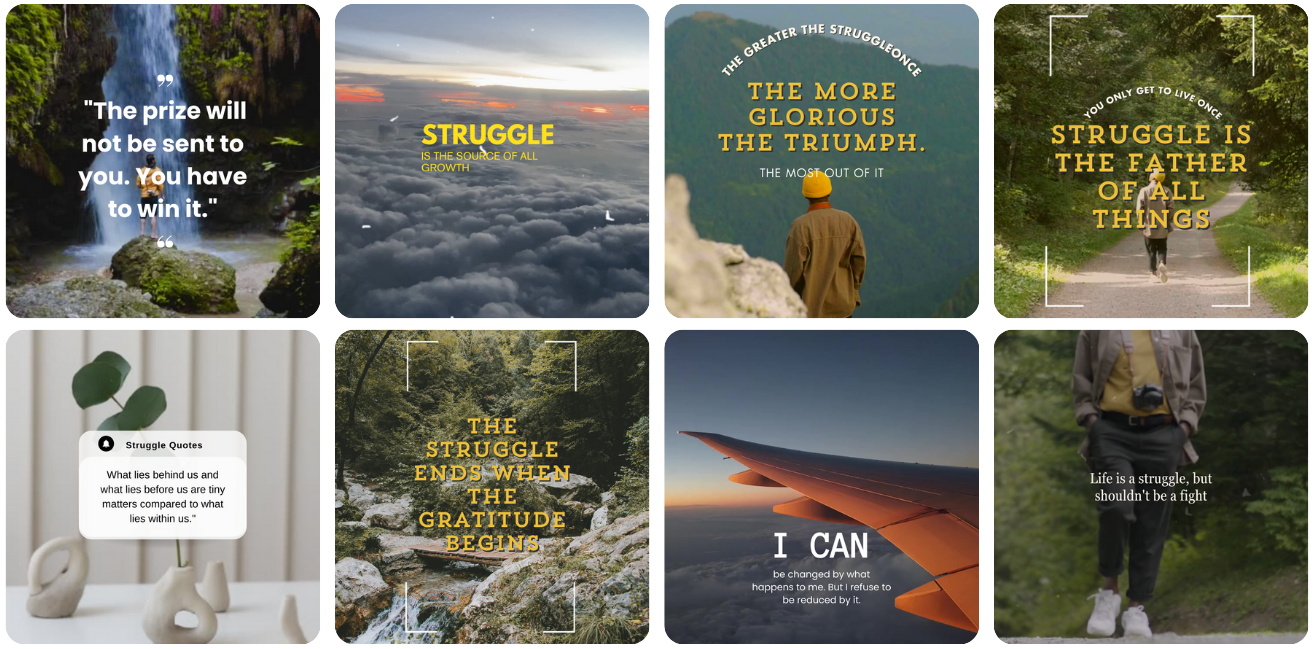 "The prize will
not be sent to
you. You have
to win it."
STRUGGLE
IS THE SOURCE OF ALL
GROWTH
THE GREATER THE STRUGGLEONCE
THE MORE
GLORIOUS
THE TRIUMPH.
THE MOST OUT OF IT
YOU ONLY GET TO LIVE ONCE
STRUGGLE IS
THE FATHER
OF ALL
THINGS
Struggle Quotes
What lies behind us and
what lies before us are tiny
matters compared to what
lies within us."
THE
STRUGGLE
ENDS WHEN
THE
GRATITUDE
BEGINS
I CAN
be changed by what
happens to me. But I refuse to
be reduced by it.
Life is a struggle, but
shouldn't be a fight